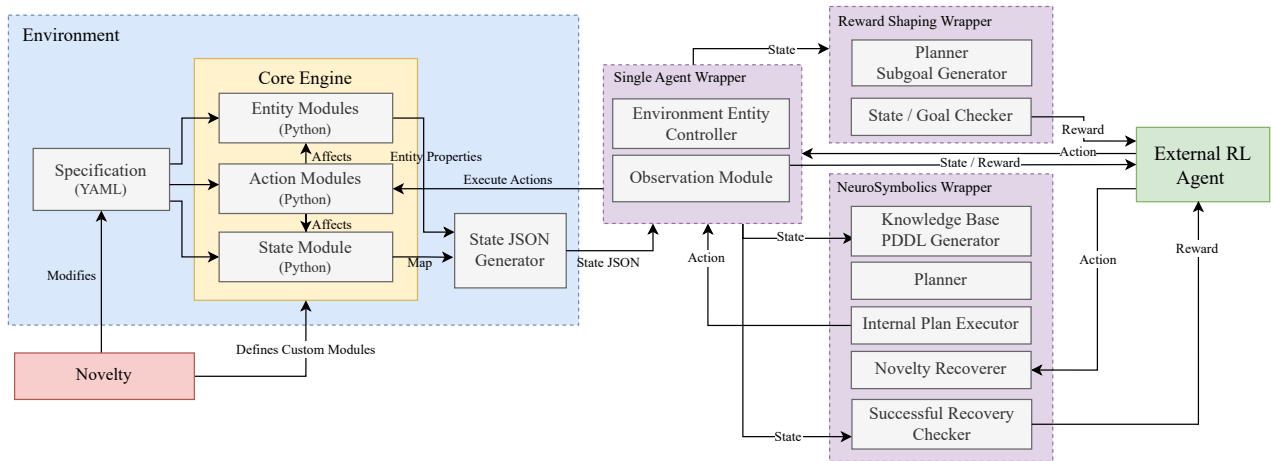 Environment
Core Engine
Entity Modules
(Python)
Affects
Entity Properties
Specification
(YAML)
Action Modules
(Python)
Execute Actions
Affects
State Module
(Python)
Map
State JSON
Generator
State JSON
Modifies
Novelty
Defines Custom Modules
Single Agent Wrapper
Environment Entity
Controller
Observation Module
State
Reward Shaping Wrapper
Planner
Subgoal Generator
State / Goal Checker
Reward
Action
State / Reward
External RL
Agent
NeuroSymbolics Wrapper
Knowledge Base
PDDL Generator
State
Action
Planner
Internal Plan Executor
Novelty Recoverer
Action
Reward
Successful Recovery
Checker
State